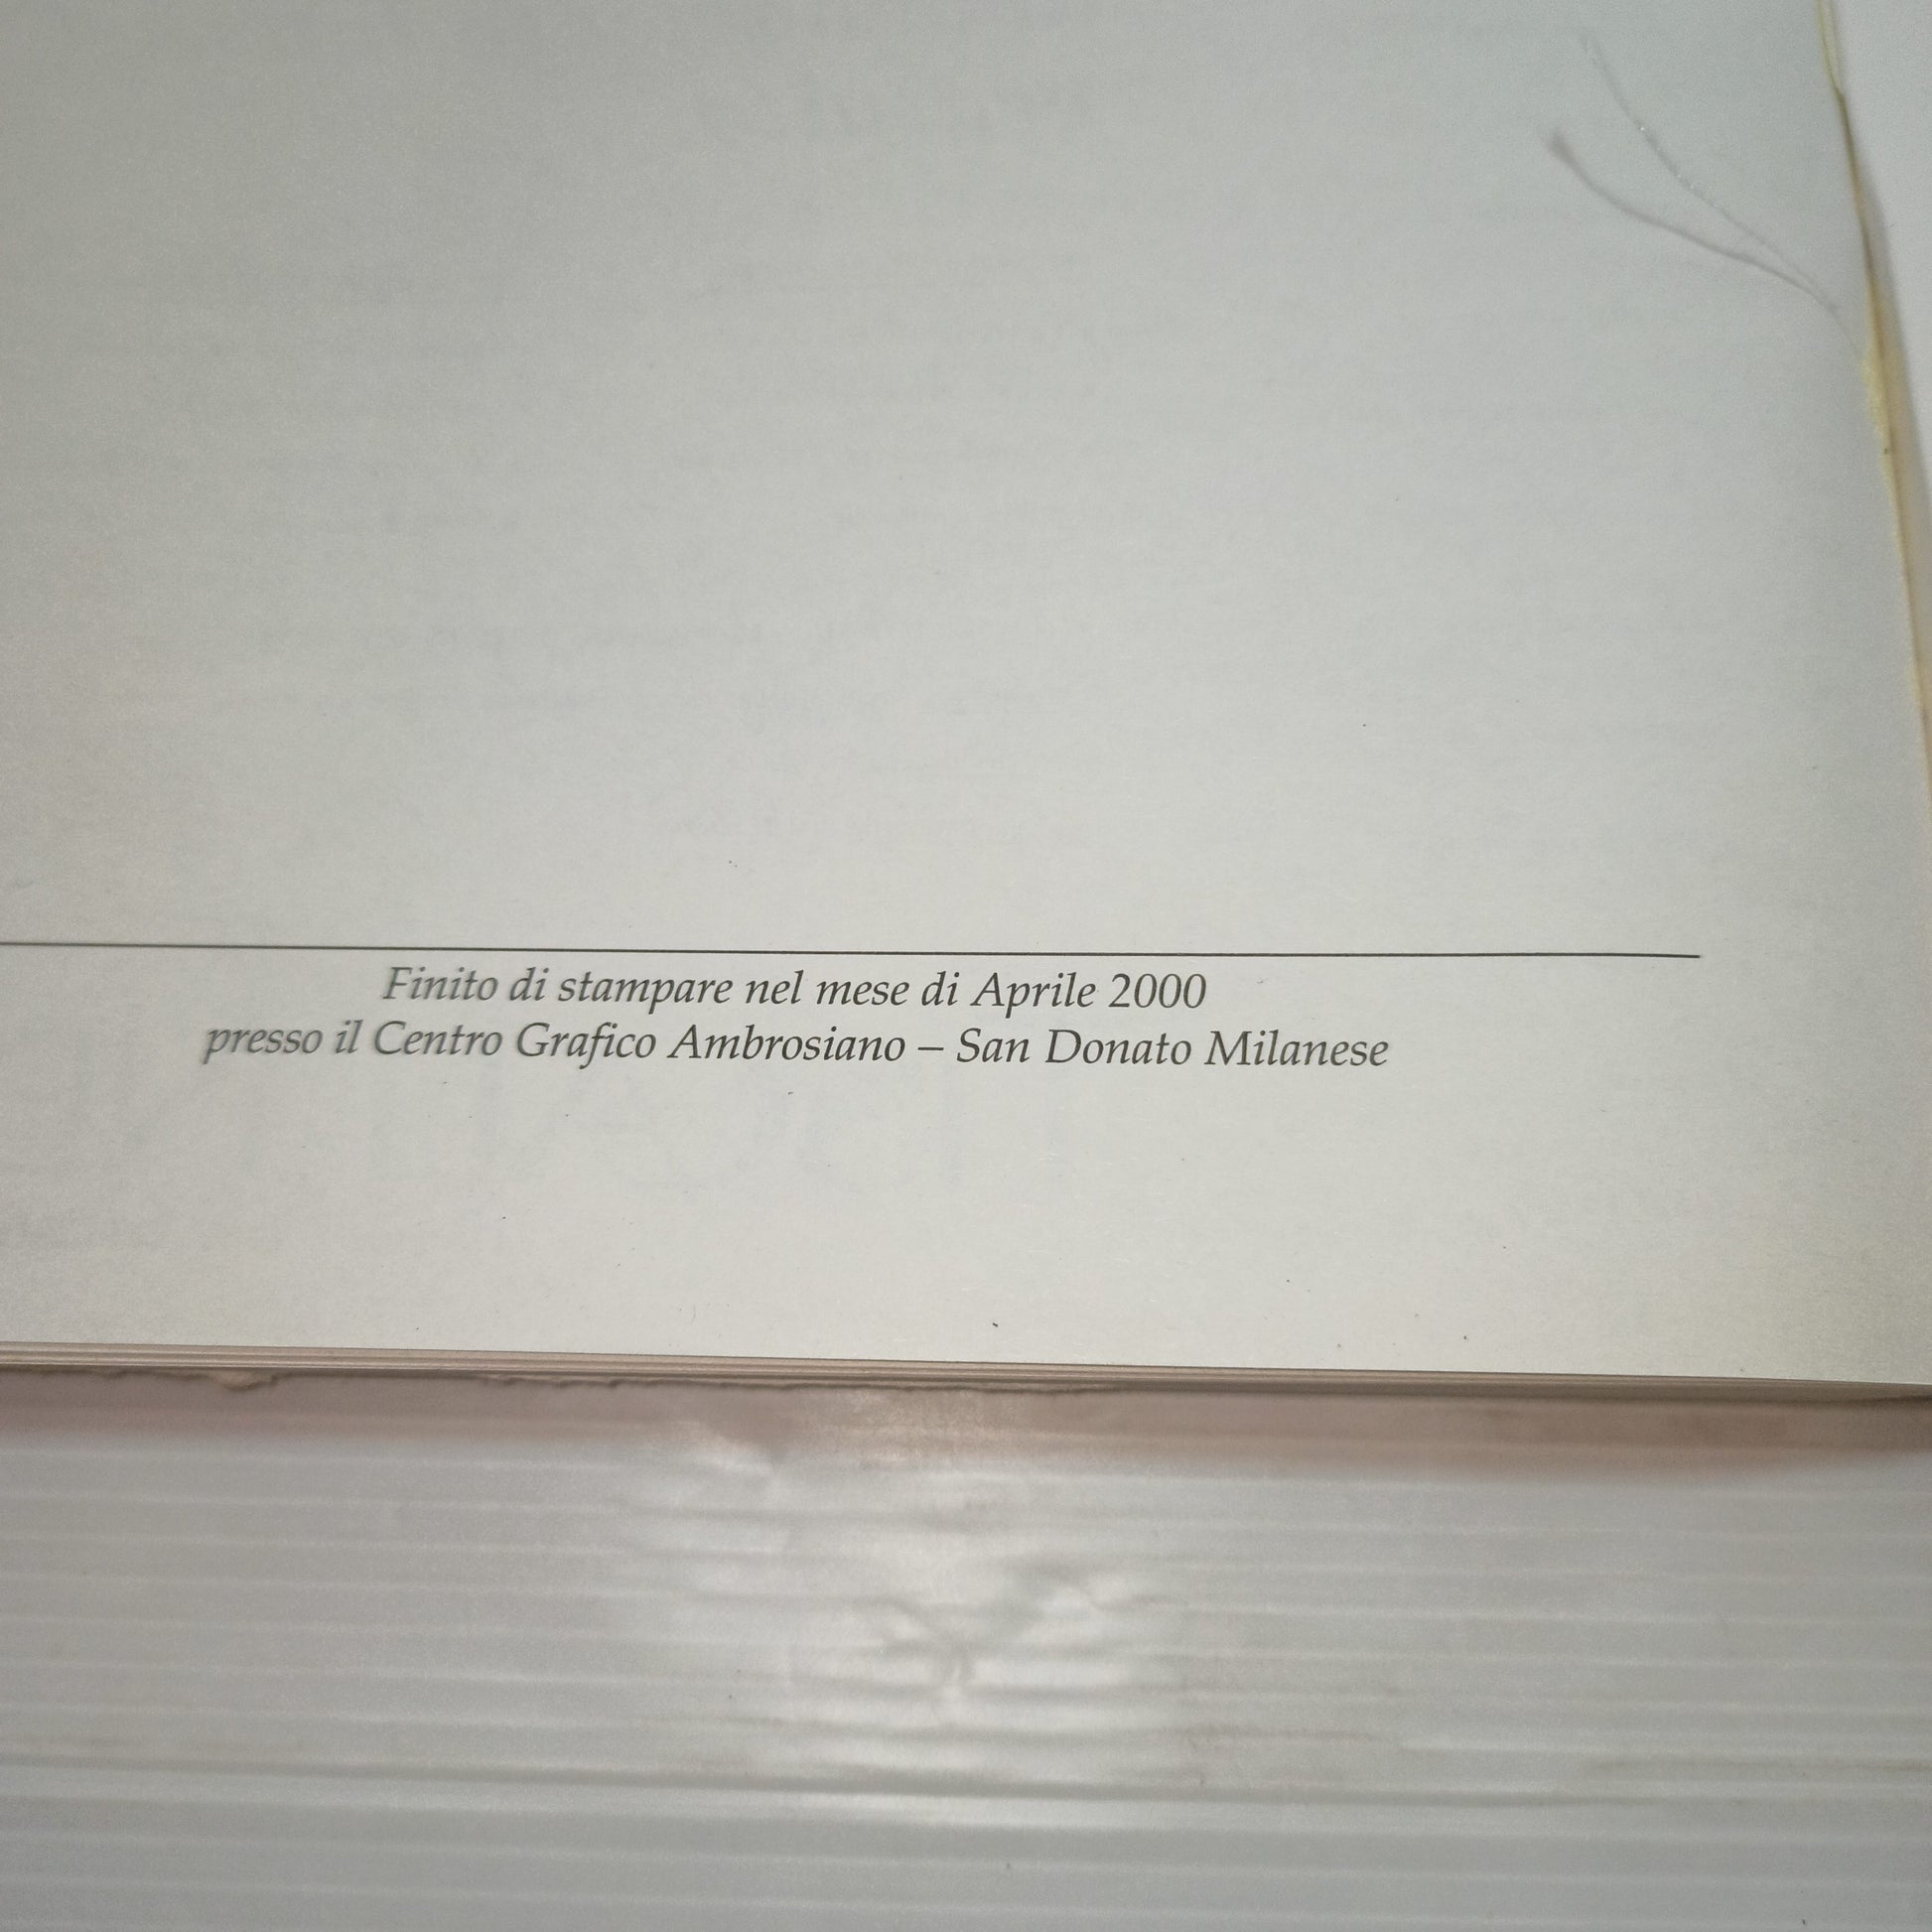 Finito di stampare nel mese di Aprile 2000
presso il Centro Grafico Ambrosiano – San Donato Milanese